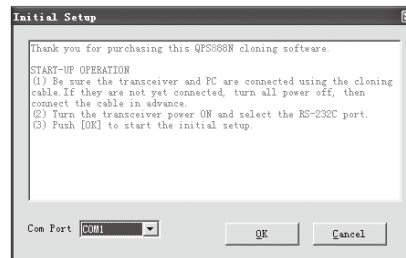 Initial Setup
Thank you for purchasing this QPS888N cloning software.
START-UP OPERATION
(1) Be sure the transceiver and PC are connected using the cloning
cable.If they are not yet connected, turn all power off, then
connect the cable in advance.
(2) Turn the transceiver power ON and select the RS-232C port.
(3) Push [OK] to start the initial setup.
Com Port COM1 OK Cancel